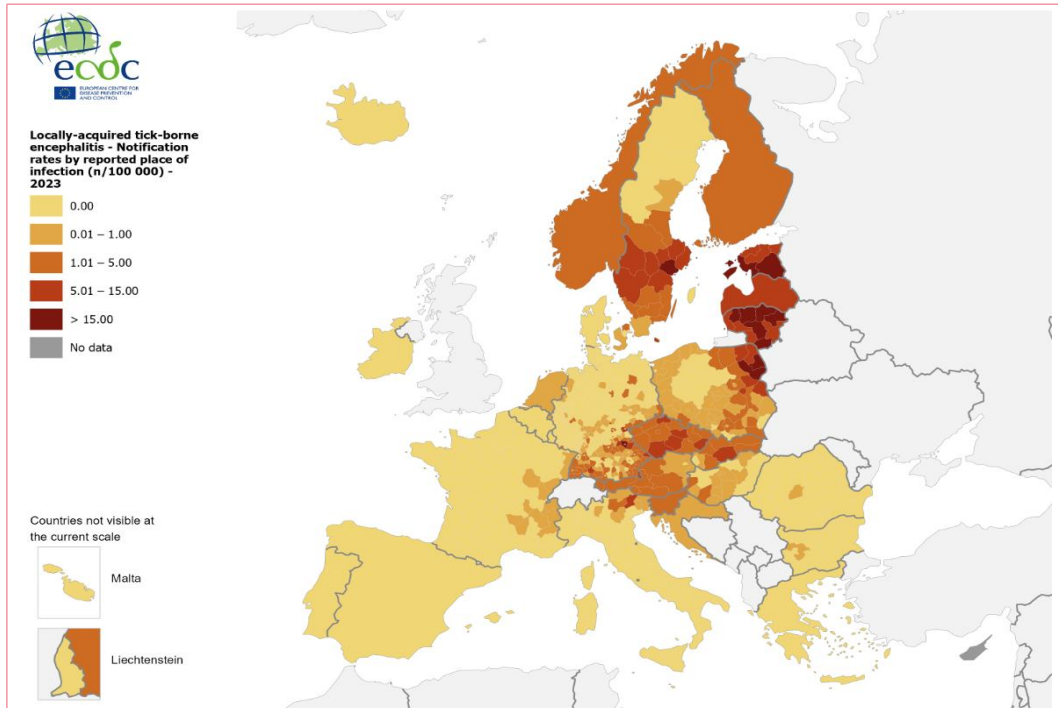 ecdc
EUROPEAN CENTRE FOR
DISEASE PREVENTION
AND CONTROL
Locally-acquired tick-borne
encephalitis - Notification
rates by reported place of
infection (n/100 000) -
2023
0.00
0.01 – 1.00
1.01 – 5.00
5.01 – 15.00
> 15.00
No data
Countries not visible at
the current scale
Malta
Liechtenstein